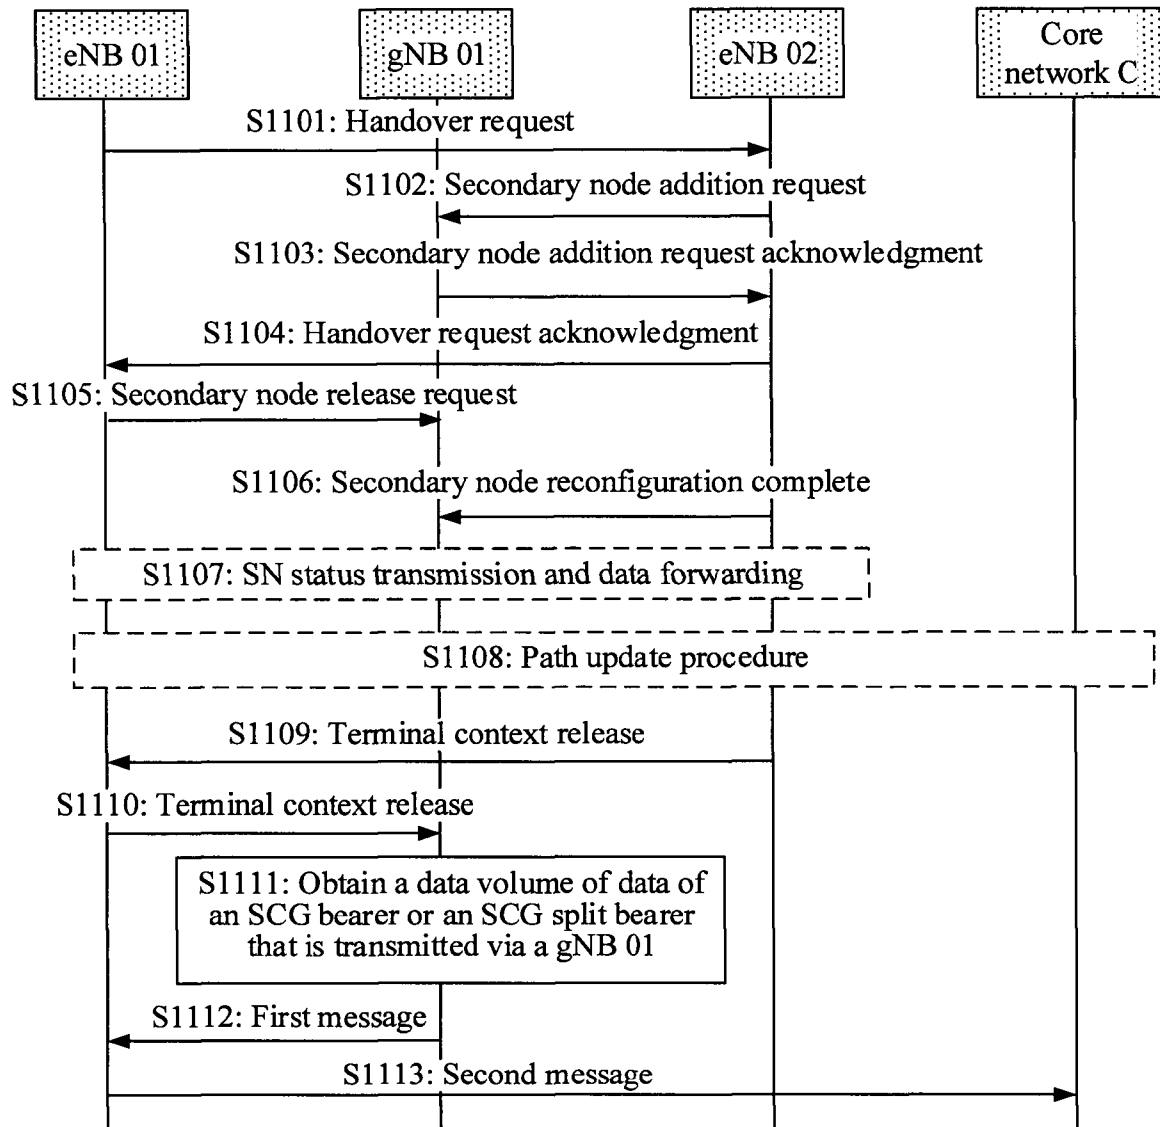 eNB 01
gNB 01
eNB 02
Core
network C
S1101: Handover request
S1102: Secondary node addition request
S1103: Secondary node addition request acknowledgment
S1104: Handover request acknowledgment
S1105: Secondary node release request
S1106: Secondary node reconfiguration complete
S1107: SN status transmission and data forwarding
S1108: Path update procedure
S1109: Terminal context release
S1110: Terminal context release
S1111: Obtain a data volume of data of
an SCG bearer or an SCG split bearer
that is transmitted via a gNB 01
S1112: First message
S1113: Second message